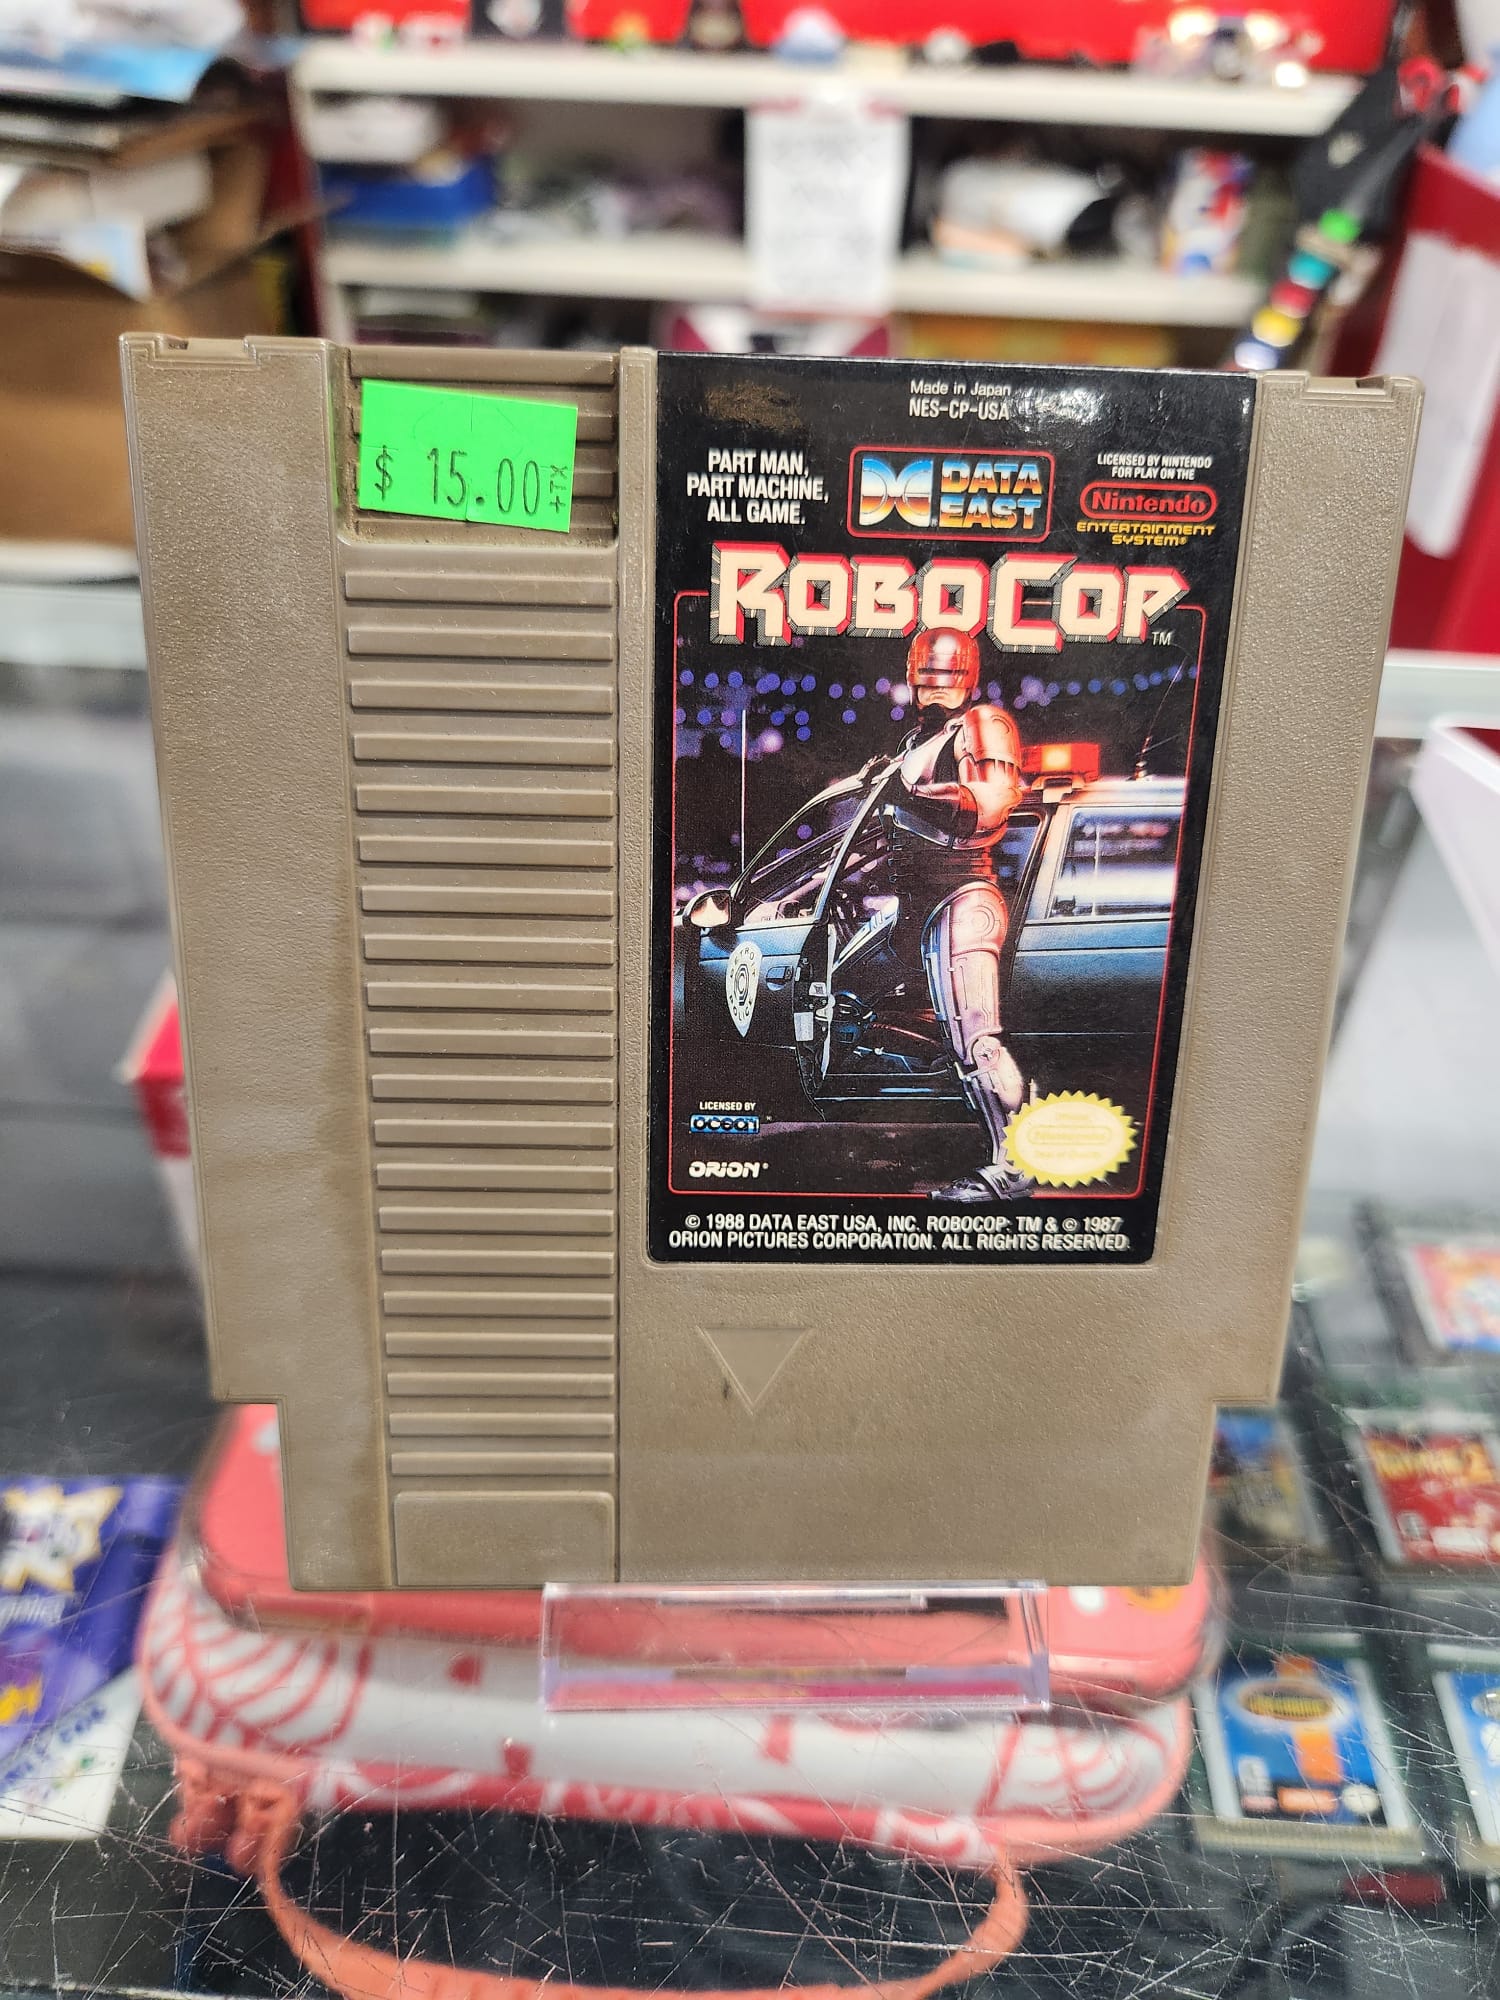 $ 15.00 +TX
Made in Japan
NES-CP-USA
PART MAN,
PART MACHINE,
ALL GAME.
DATA
EAST
LICENSED BY NINTENDO
FOR PLAY ON THE
Nintendo
ENTERTAINMENT
SYSTEM®
ROBOCOP™
LICENSED BY
OCEAN
ORION®
© 1988 DATA EAST USA, INC. ROBOCOP: TM & © 1987
ORION PICTURES CORPORATION. ALL RIGHTS RESERVED.